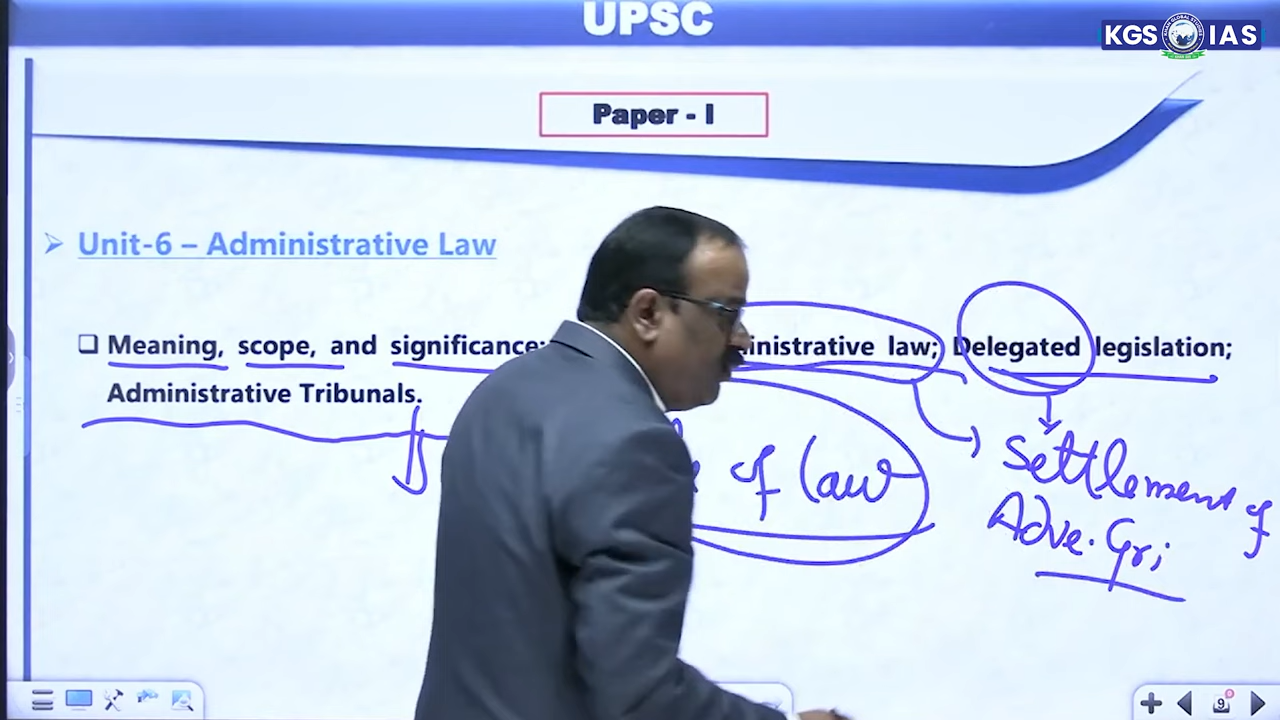 UPSC
KGS IAS
Paper - I
Unit-6 – Administrative Law
Meaning, scope, and significance; inistrative law; Delegated legislation;
Administrative Tribunals.
of law
Settlement of
Adve. Gri